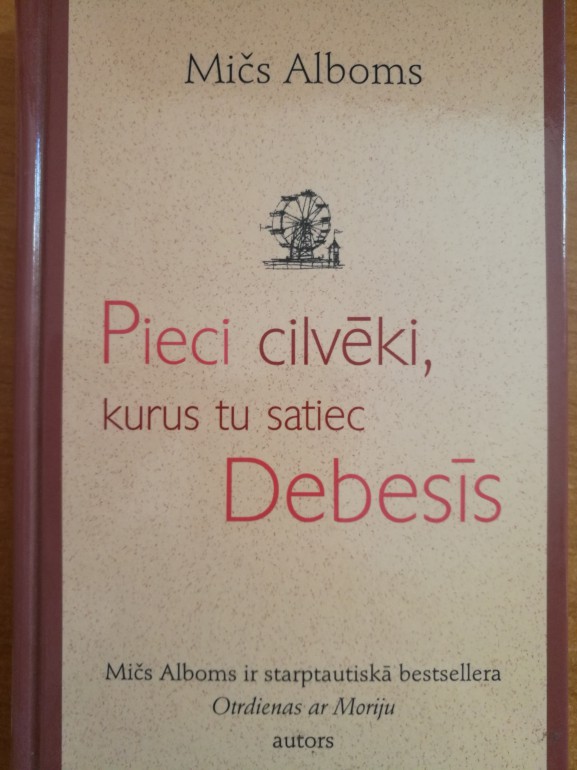 Mičs Alboms
Pieci cilvēki,
kurus tu satiec
Debesīs
Mičs Alboms ir starptautiskā bestsellera
Otrdienas ar Moriju
autors